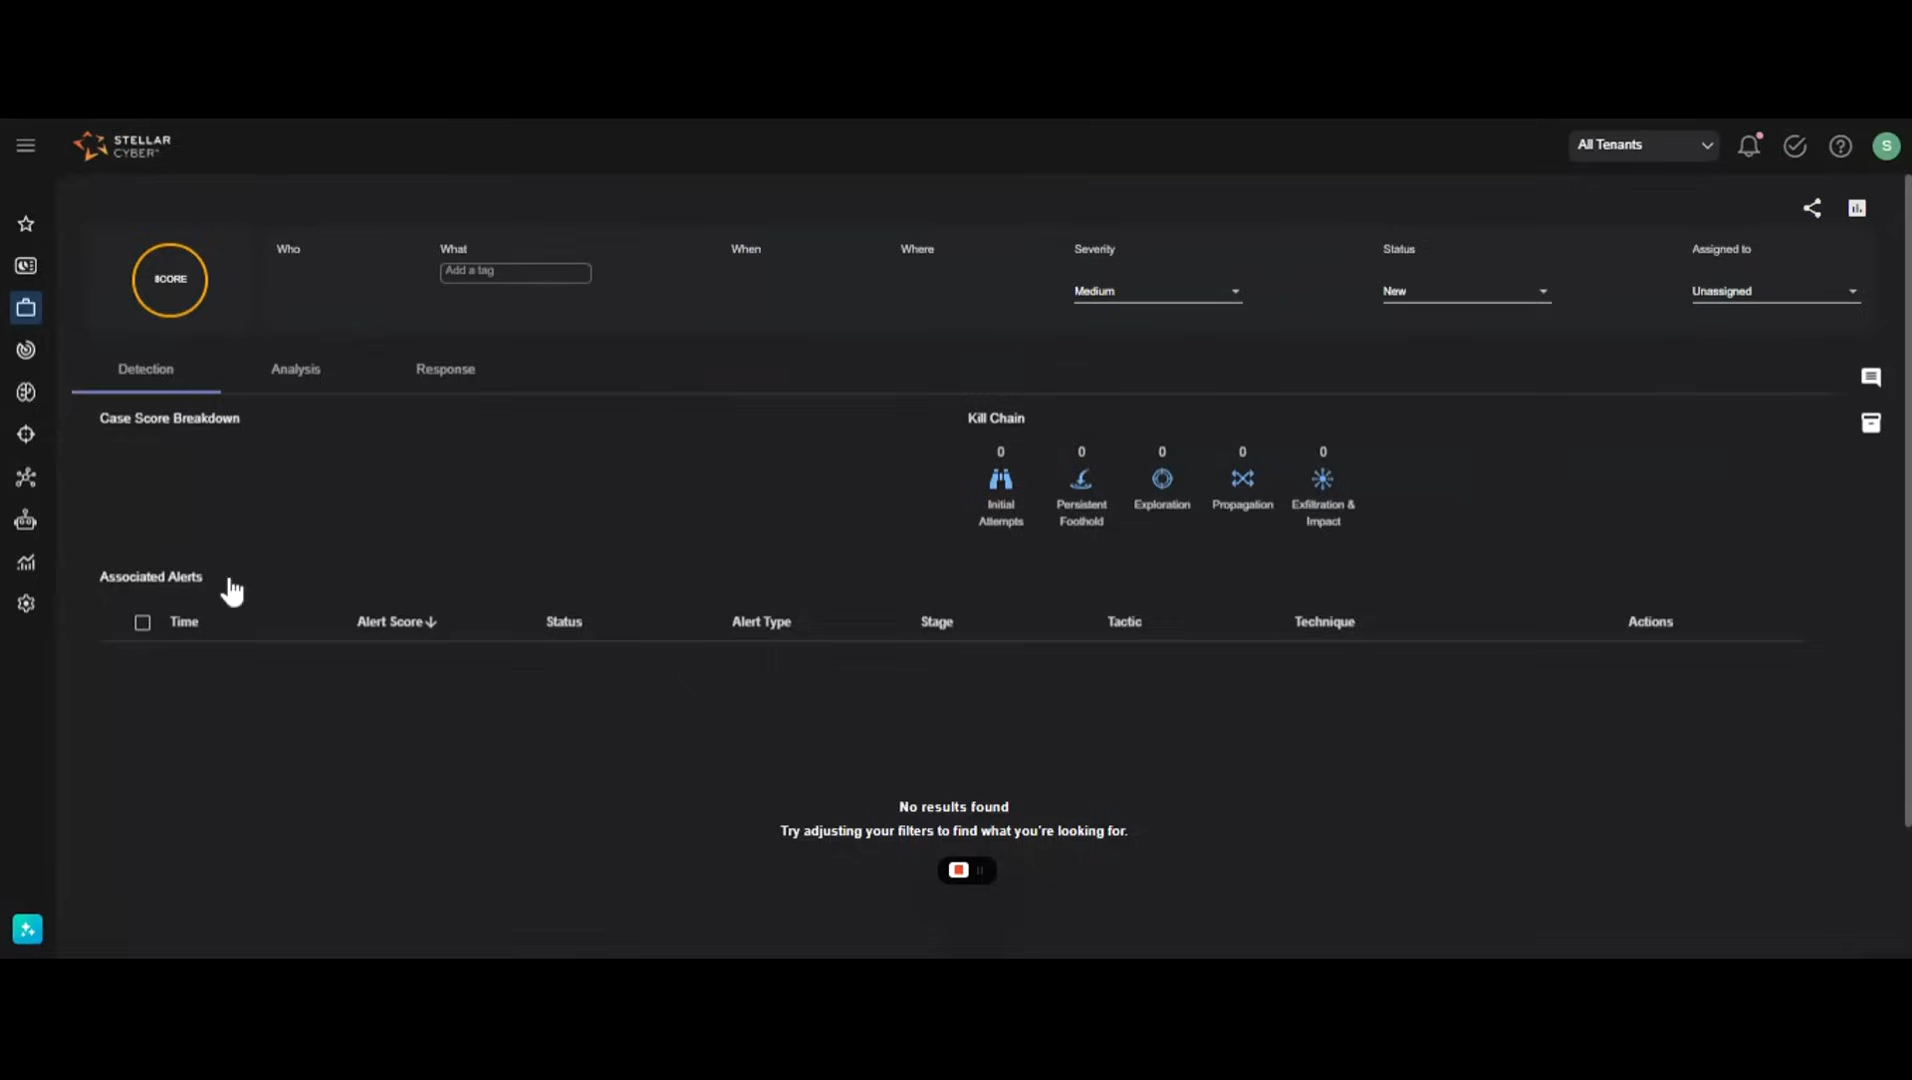 STELLAR
CYBER
All Tenants
S
SCORE
Who
What
When
Where
Severity
Status
Assigned to
Add a tag
Medium
New
Unassigned
Detection
Analysis
Response
Case Score Breakdown
Kill Chain
0
0
0
0
0
Initial
Attempts
Persistent
Foothold
Exploration
Propagation
Exfiltration &
Impact
Associated Alerts
Time
Alert Score
Status
Alert Type
Stage
Tactic
Technique
Actions
No results found
Try adjusting your filters to find what you're looking for.